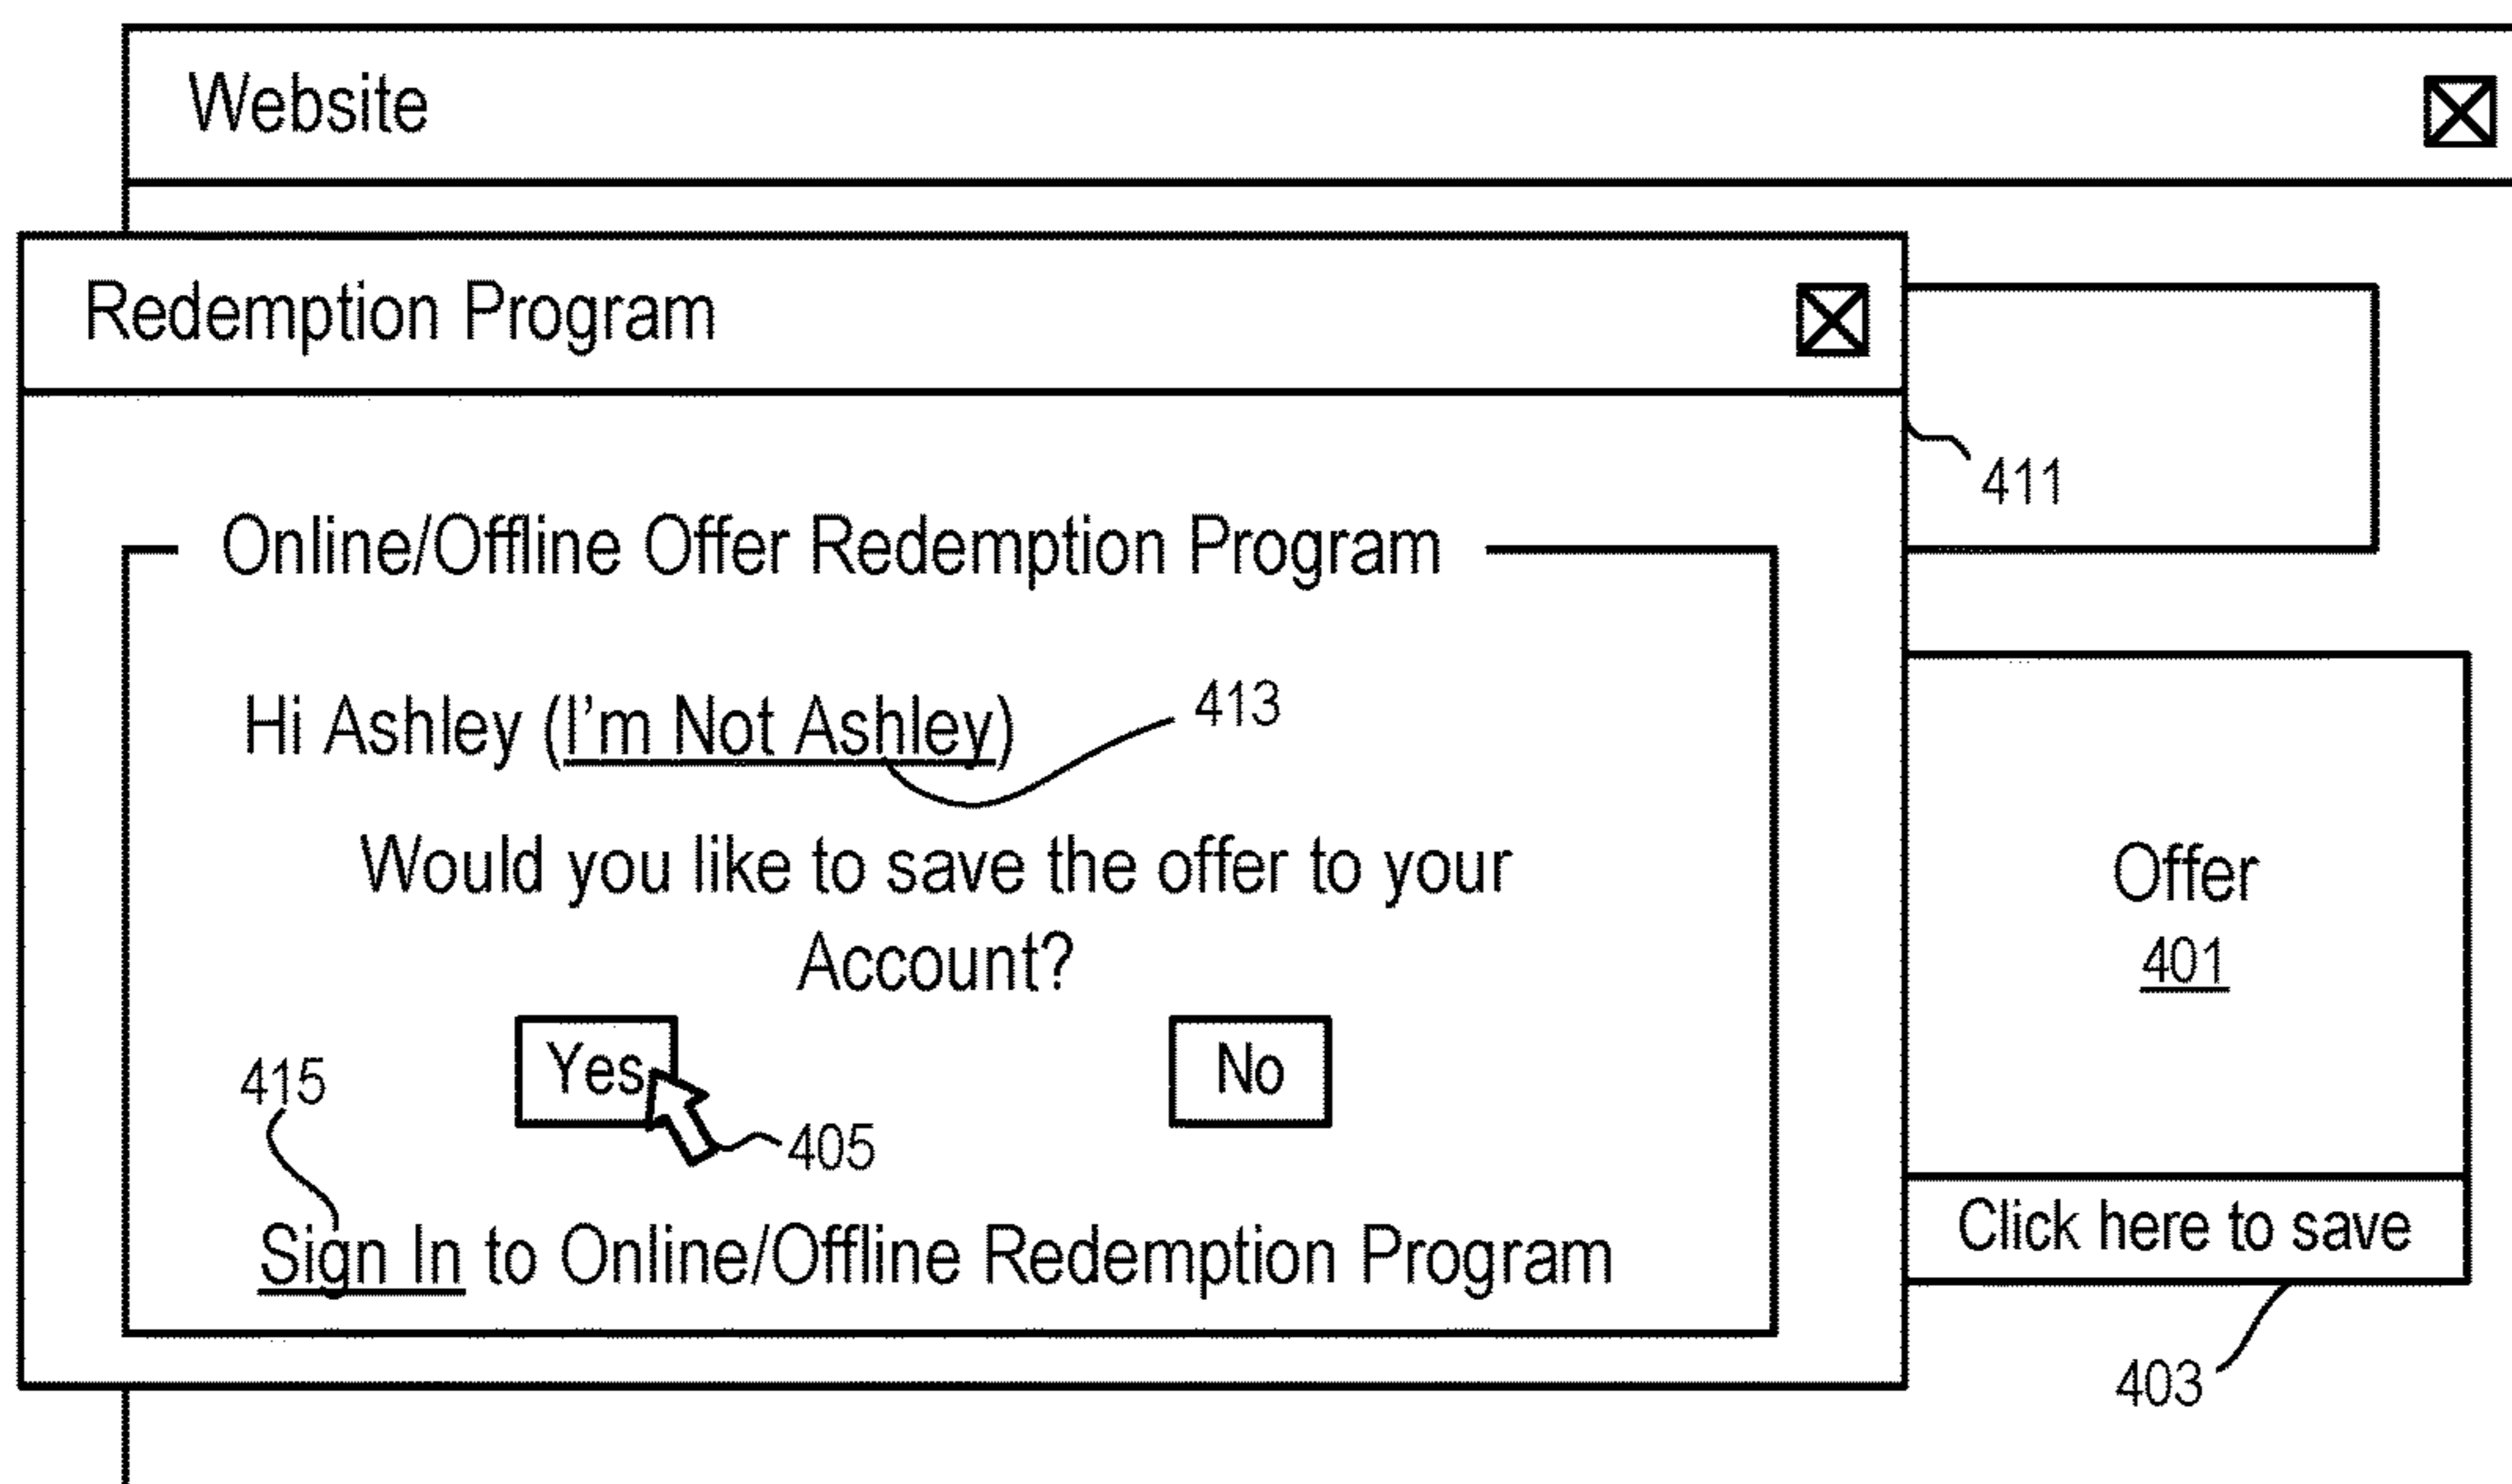 Website
Redemption Program
411
Online/Offline Offer Redemption Program
Hi Ashley (I'm Not Ashley)
413
Would you like to save the offer to your
Account?
Offer
401
Yes
No
415
405
Sign In to Online/Offline Redemption Program
Click here to save
403